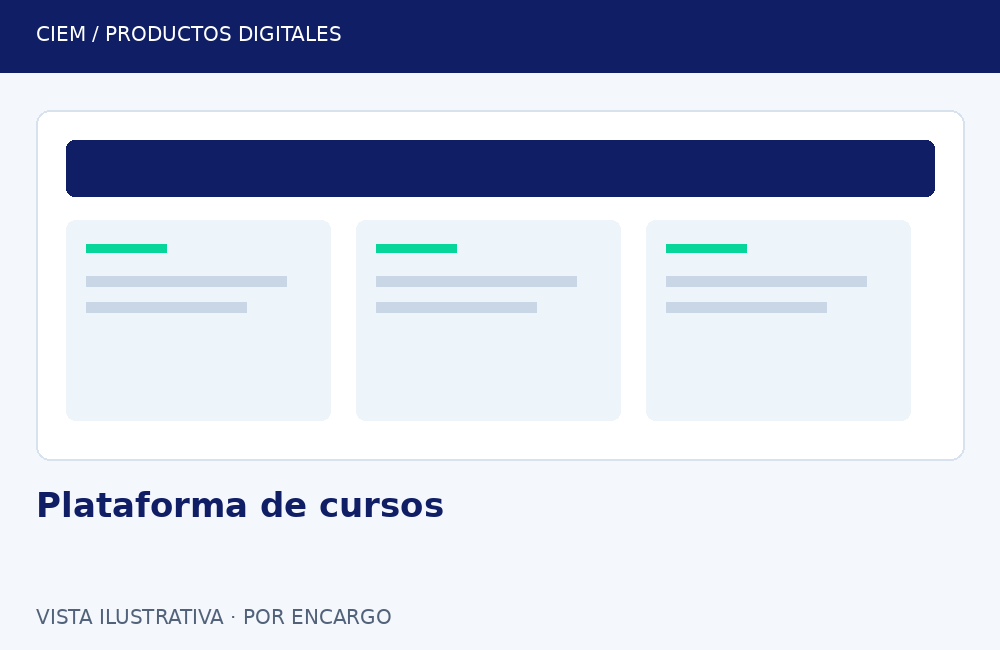 CIEM / PRODUCTOS DIGITALES
Plataforma de cursos
VISTA ILUSTRATIVA · POR ENCARGO